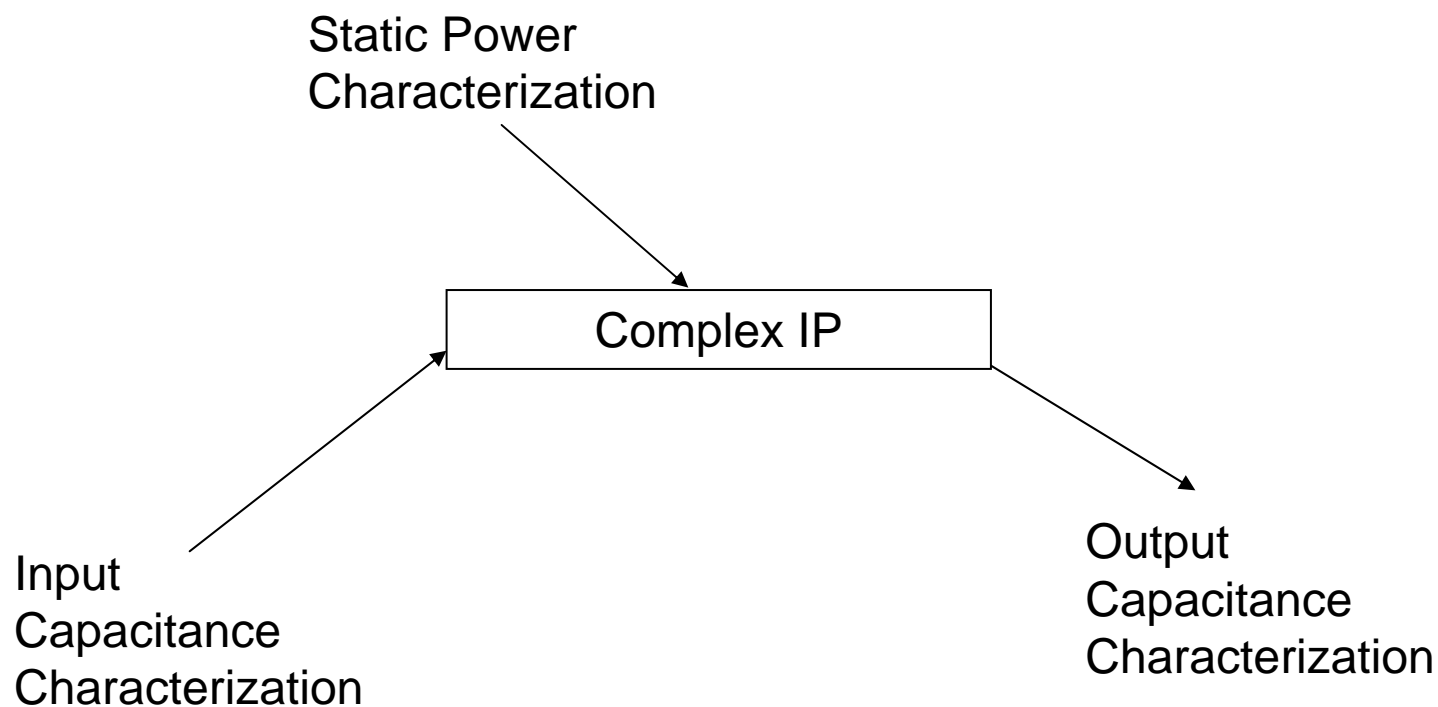 Static Power
Characterization
Complex IP
Input
Capacitance
Characterization
Output
Capacitance
Characterization